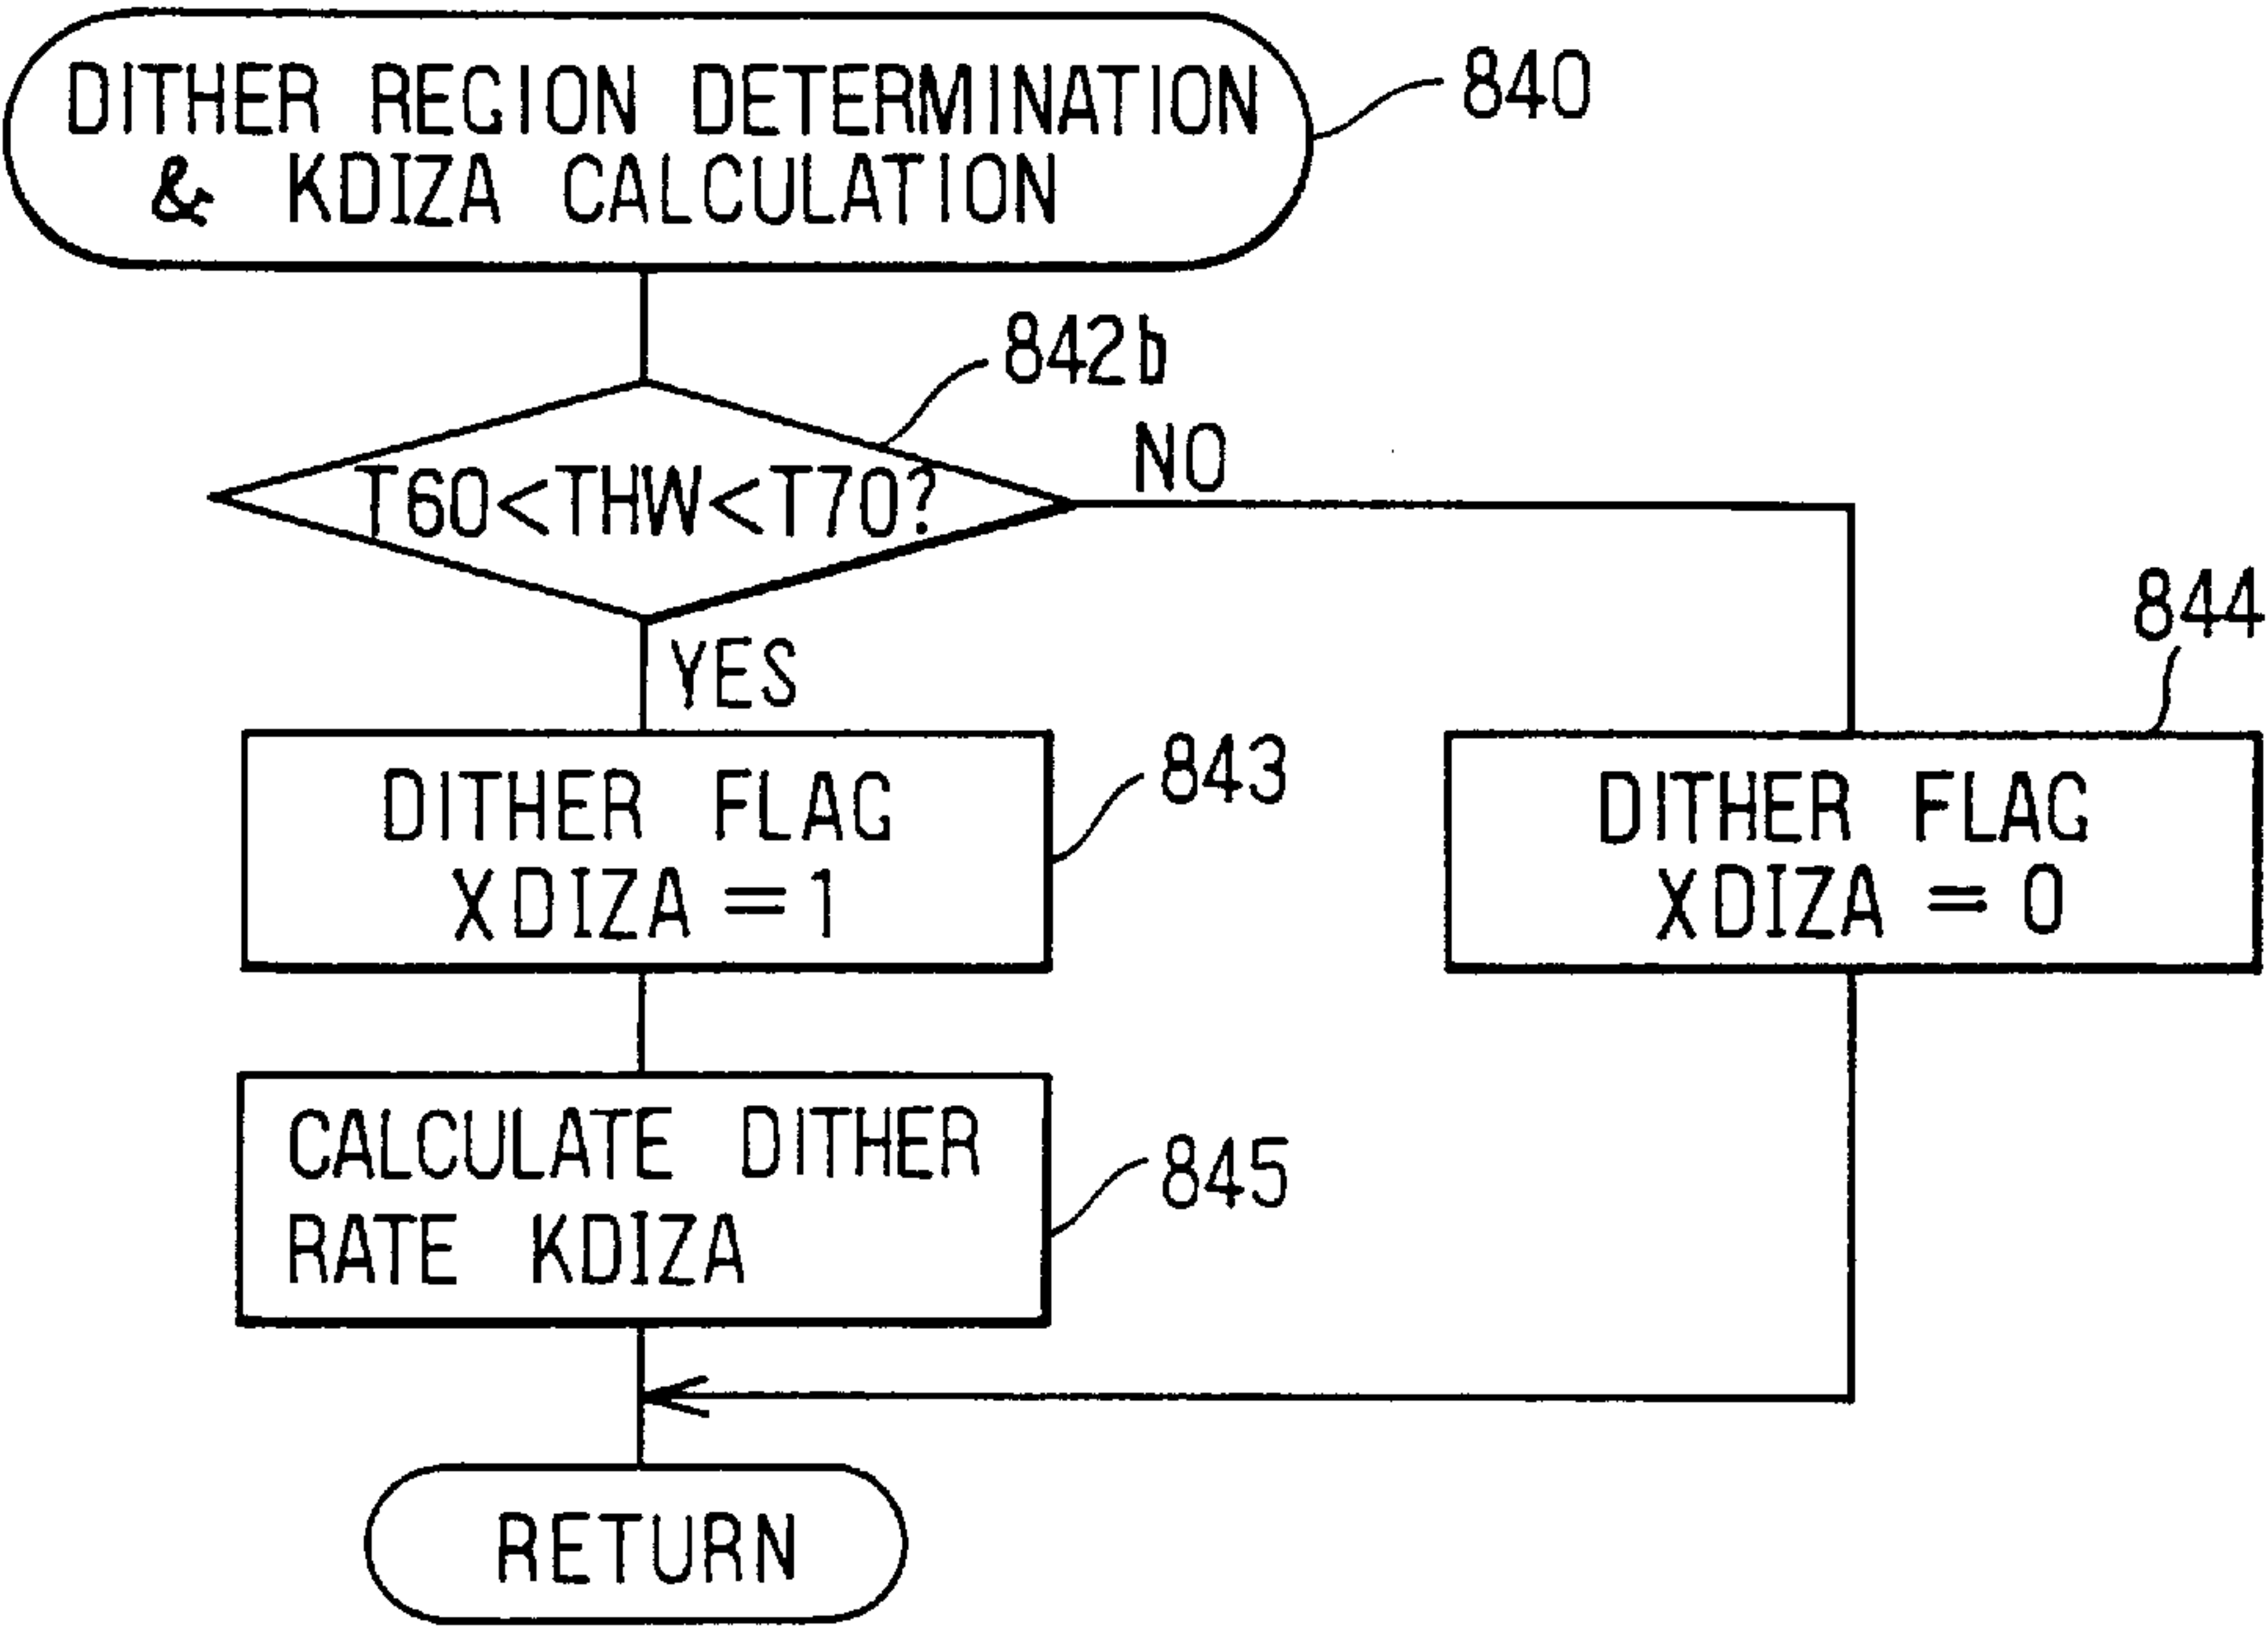 DITHER REGION DETERMINATION
& KDIZA CALCULATION
840
842b
T60<THW<T70?
NO
YES
844
DITHER FLAG
XDIZA = 1
843
DITHER FLAG
XDIZA = 0
CALCULATE DITHER
RATE KDIZA
845
RETURN